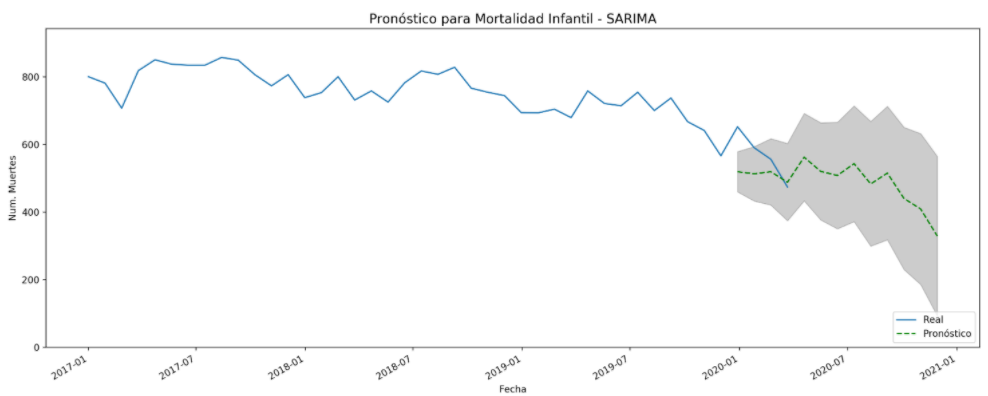 Pronóstico para Mortalidad Infantil - SARIMA
Num. Muertes
800
600
400
200
0
2017-01
2017-07
2018-01
2018-07
2019-01
2019-07
2020-01
2020-07
2021-01
Fecha
Real
Pronóstico